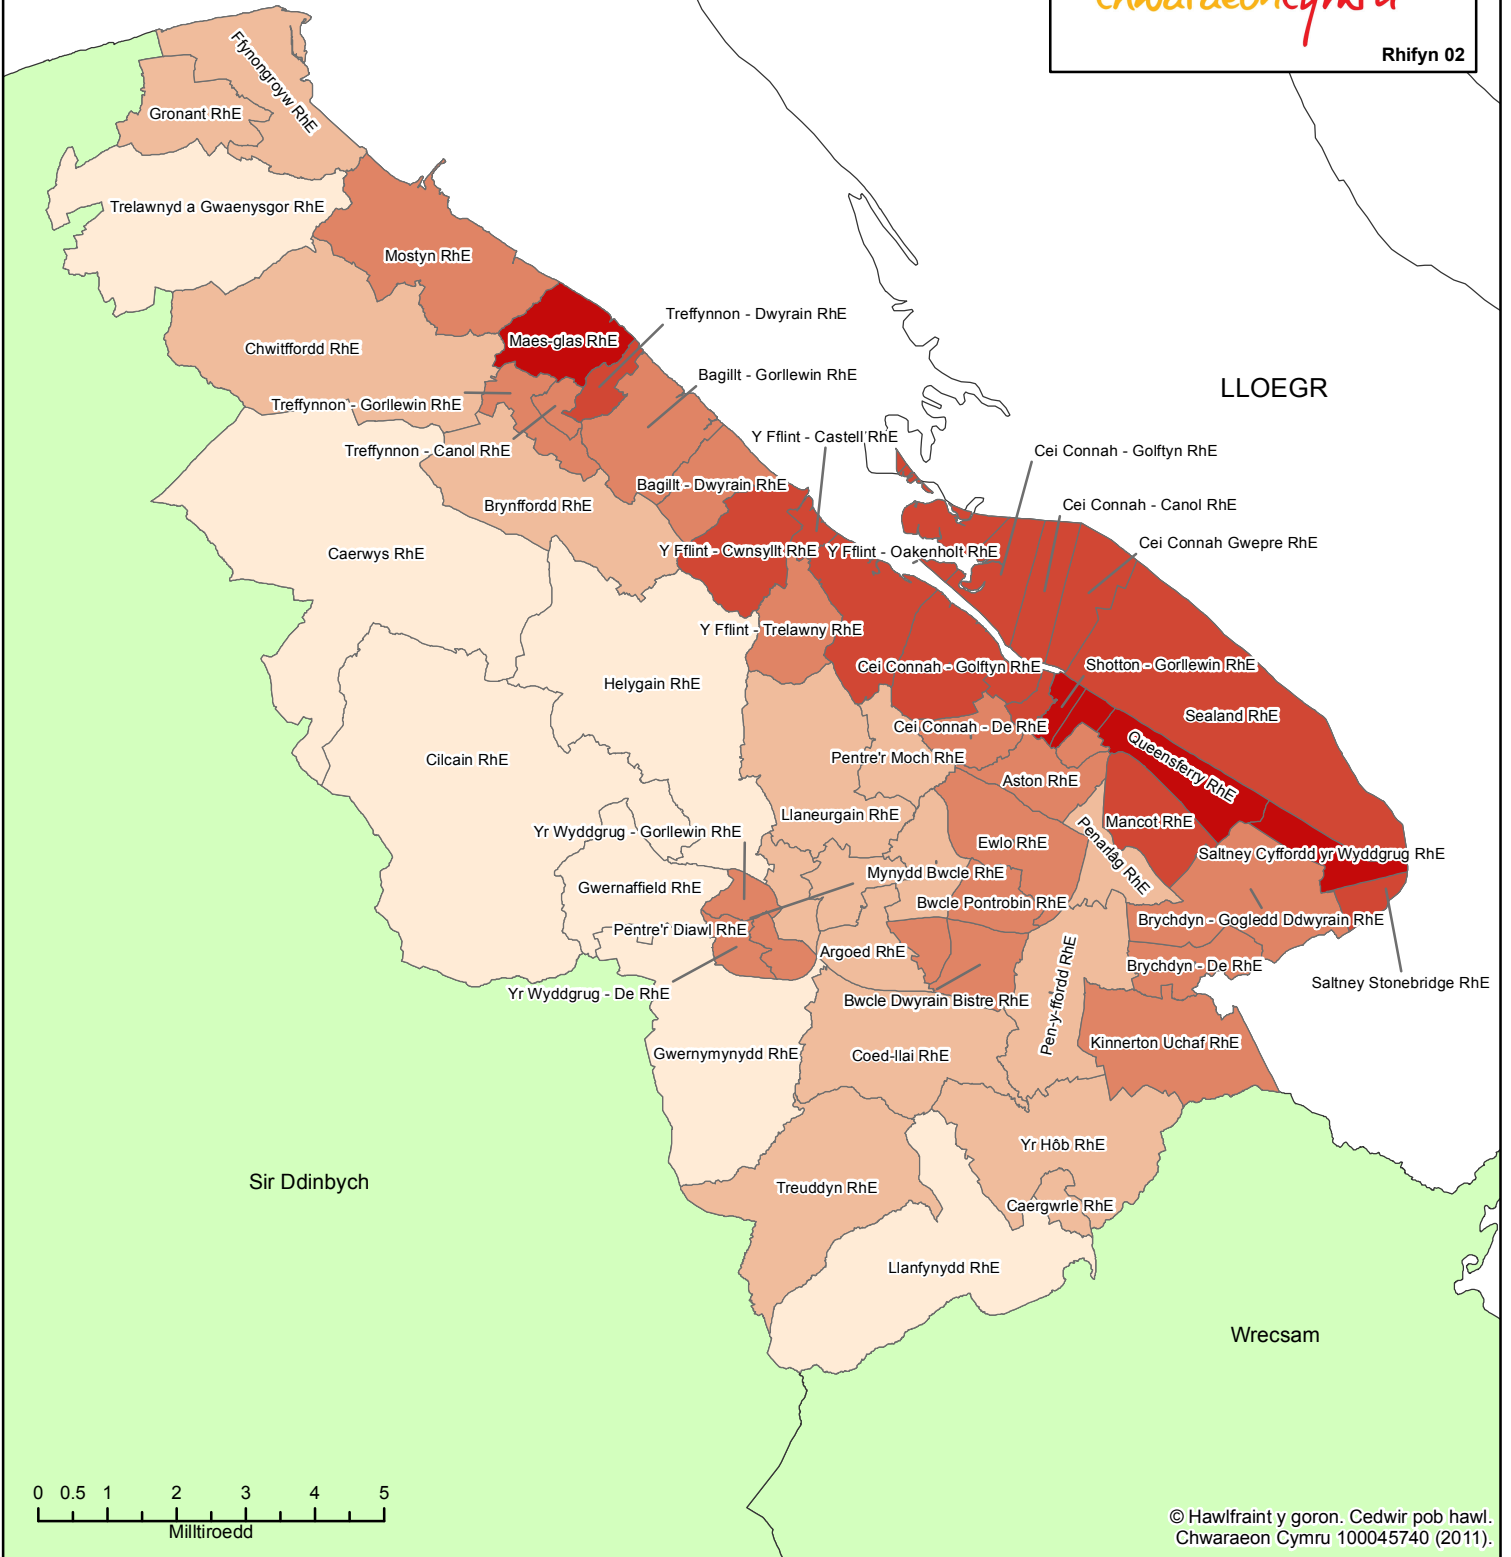 chwaraeoncymru
Rhifyn 02
Ffynongroyw RhE
Gronant RhE
Trelawnyd a Gwaenysgor RhE
Mostyn RhE
Treffynnon - Dwyrain RhE
Maes-glas RhE
Chwitffordd RhE
Bagillt - Gorllewin RhE
LLOEGR
Treffynnon - Gorllewin RhE
Y Fflint - Castell RhE
Treffynnon - Canol RhE
Cei Connah - Golftyn RhE
Bagillt - Dwyrain RhE
Brynffordd RhE
Cei Connah - Canol RhE
Caerwys RhE
Y Fflint - Cwnsyllt RhE
Y Fflint - Oakenholt RhE
Cei Connah Gwepre RhE
Y Fflint - Trelawny RhE
Helygain RhE
Cei Connah - Golftyn RhE
Shotton - Gorllewin RhE
Sealand RhE
Cei Connah - De RhE
Cilcain RhE
Pentre'r Moch RhE
Queensferry RhE
Aston RhE
Llaneurgain RhE
Mancot RhE
Yr Wyddgrug - Gorllewin RhE
Ewlo RhE
Penarlâg RhE
Saltney Cyffordd yr Wyddgrug RhE
Gwernaffield RhE
Mynydd Bwcle RhE
Bwcle Pontrobin RhE
Brychdyn - Gogledd Ddwyrain RhE
Pentre'r Diawl RhE
Argoed RhE
Brychdyn - De RhE
Saltney Stonebridge RhE
Yr Wyddgrug - De RhE
Bwcle Dwyrain Bistre RhE
Pen-y-ffordd RhE
Gwernymynydd RhE
Coed-llai RhE
Kinnerton Uchaf RhE
Yr Hôb RhE
Sir Ddinbych
Treuddyn RhE
Caergwrle RhE
Llanfynydd RhE
Wrecsam
0 0.5 1 2 3 4 5
Milltiroedd
© Hawlfraint y goron. Cedwir pob hawl.
Chwaraeon Cymru 100045740 (2011).